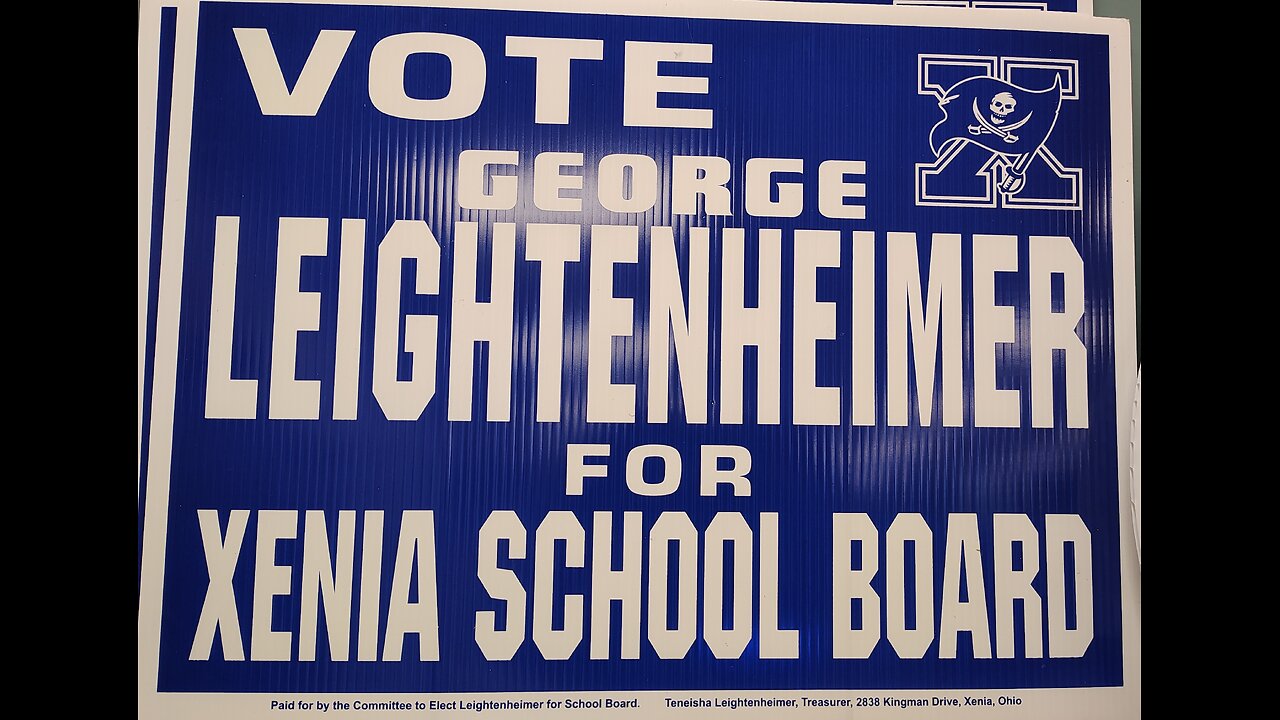 VOTE
X
GEORGE
LEIGHTENHEIMER
FOR
XENIA SCHOOL BOARD
Paid for by the Committee to Elect Leightenheimer for School Board. Teneisha Leightenheimer, Treasurer, 2838 Kingman Drive, Xenia, Ohio